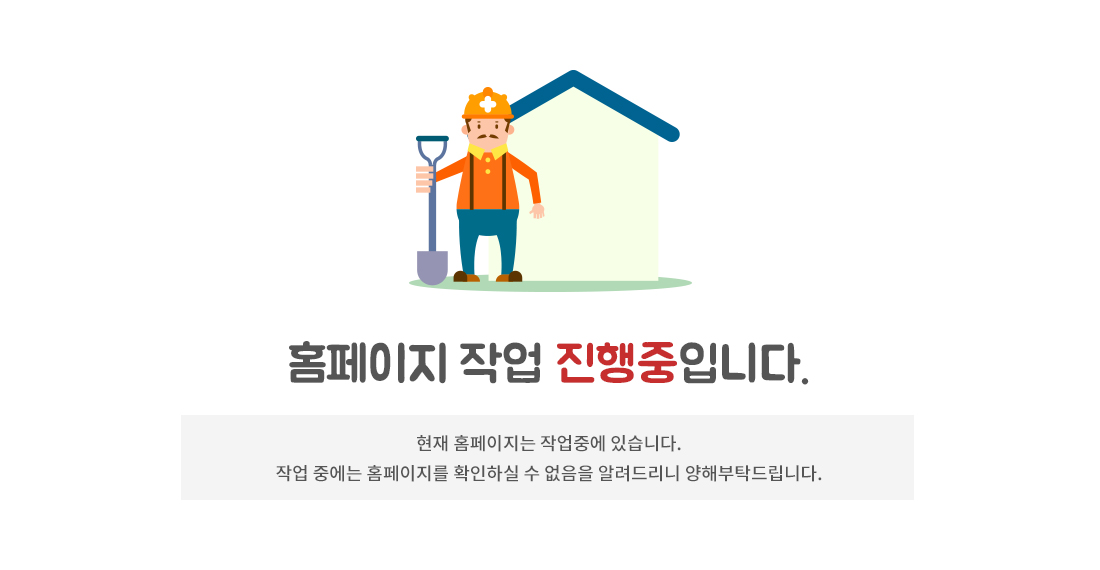 홈페이지 작업 진행중입니다.
현재 홈페이지는 작업중에 있습니다.
작업 중에는 홈페이지를 확인하실 수 없음을 알려드리니 양해부탁드립니다.